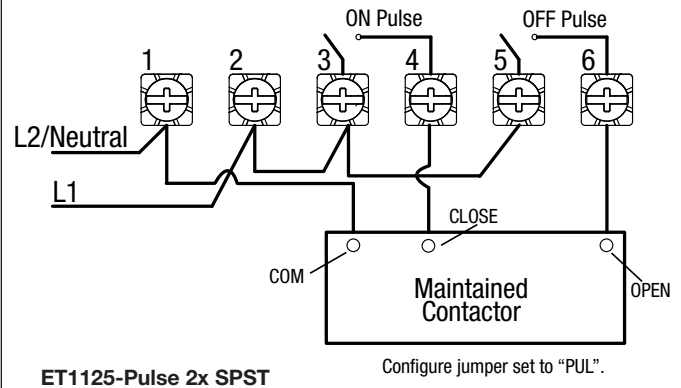 ON Pulse
OFF Pulse
1 2 3 4 5 6
L2/Neutral
L1
CLOSE
COM
OPEN
Maintained
Contactor
Configure jumper set to “PUL”.
ET1125-Pulse 2x SPST